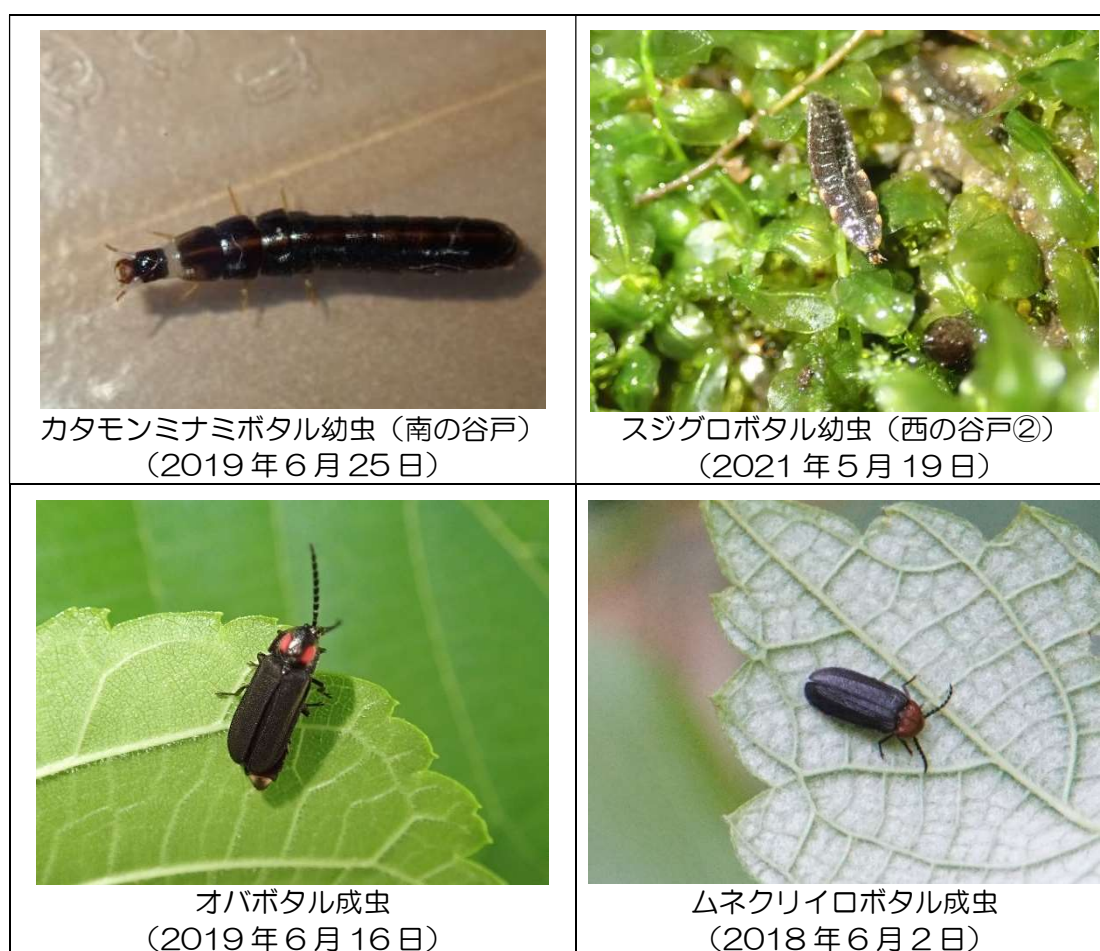 カタモンミナミボタル幼虫（南の谷戸）
（2019年6月25日）
スジグロボタル幼虫（西の谷戸②）
（2021年5月19日）
オバボタル成虫
（2019年6月16日）
ムネクリイロボタル成虫
（2018年6月2日）